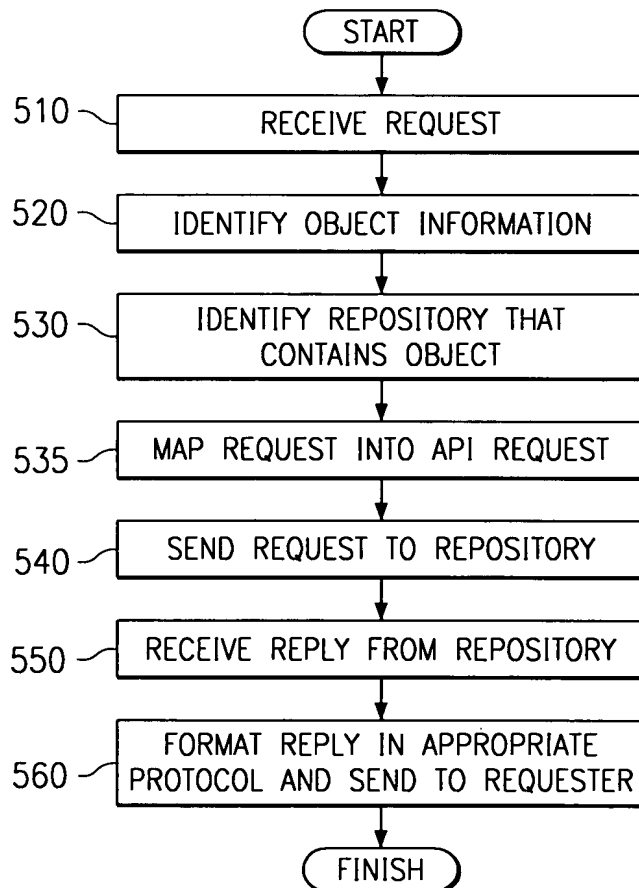 START
510
RECEIVE REQUEST
520
IDENTIFY OBJECT INFORMATION
530
IDENTIFY REPOSITORY THAT
CONTAINS OBJECT
535
MAP REQUEST INTO API REQUEST
540
SEND REQUEST TO REPOSITORY
550
RECEIVE REPLY FROM REPOSITORY
560
FORMAT REPLY IN APPROPRIATE
PROTOCOL AND SEND TO REQUESTER
FINISH